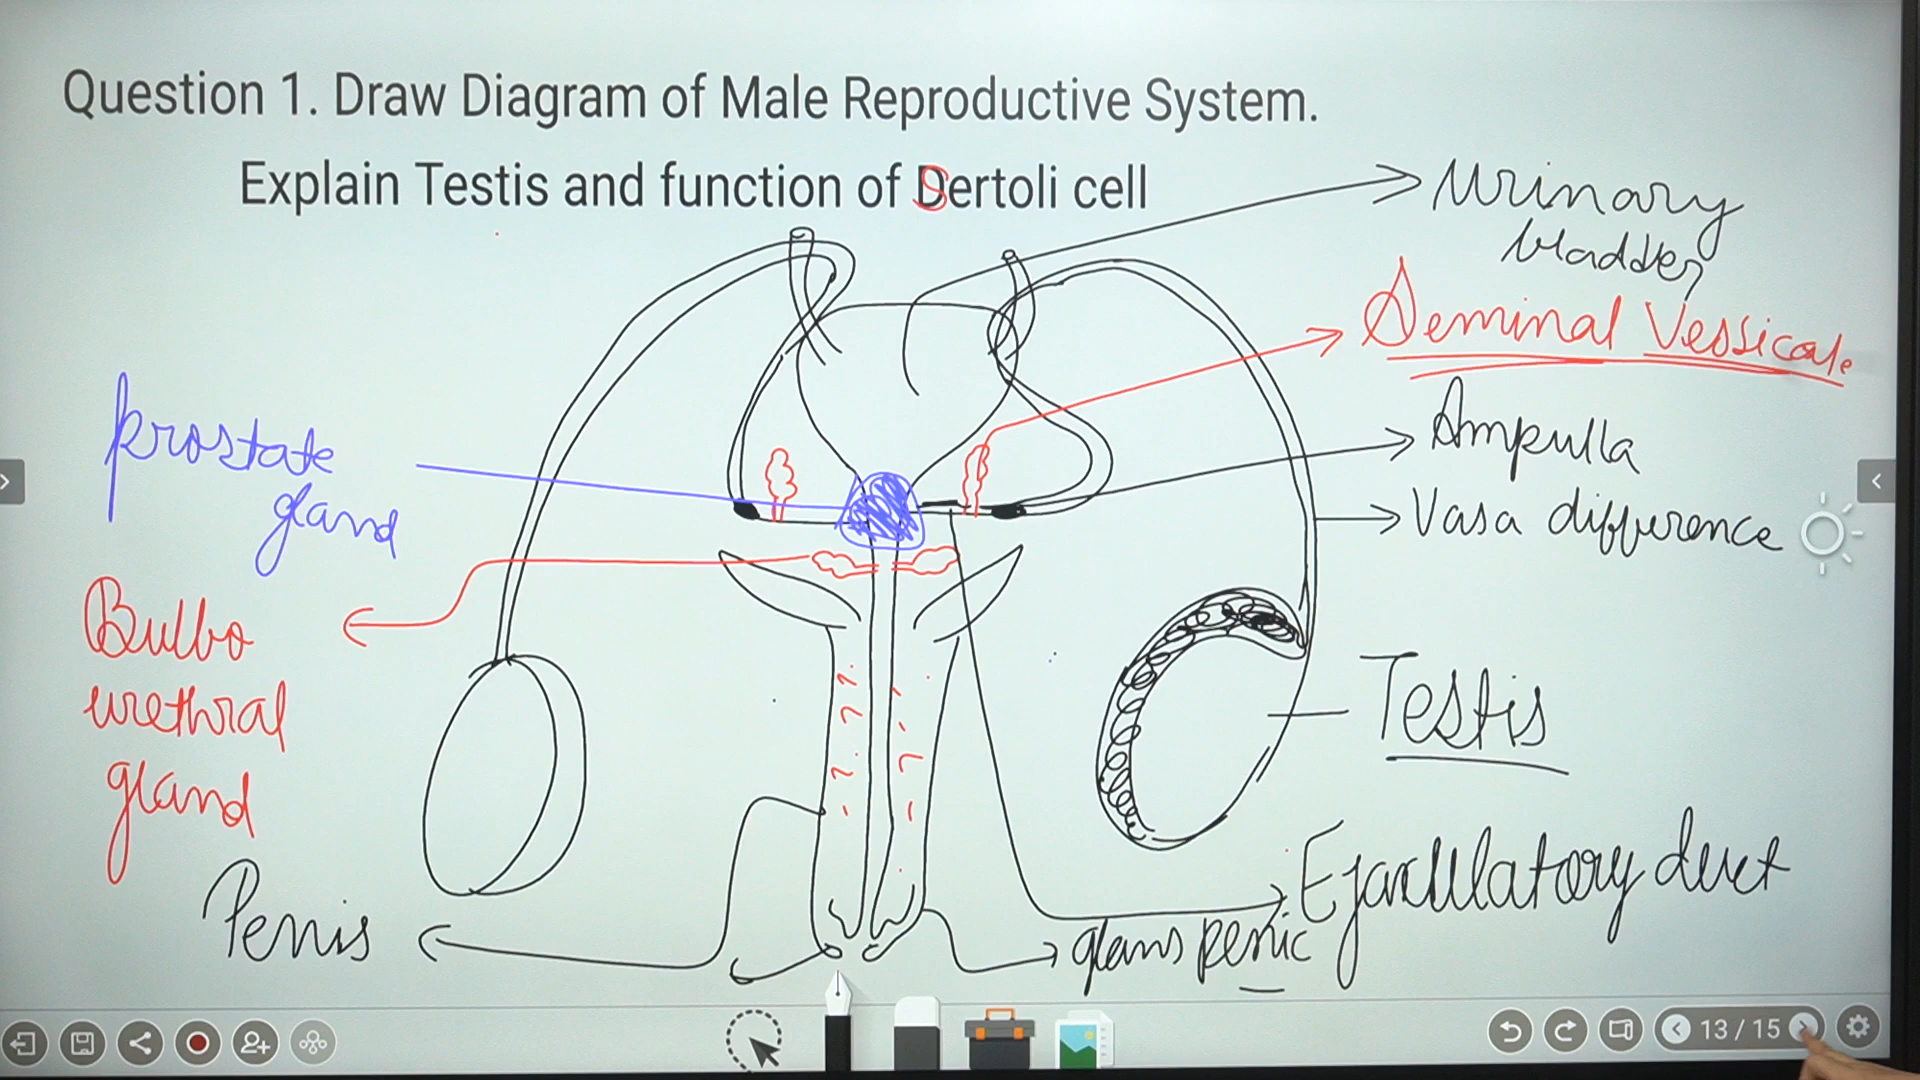 Question 1. Draw Diagram of Male Reproductive System.
Explain Testis and function of Sertoli cell
Urinary
bladder
Seminal Vessicale
Prostate
gland
Ampulla
Vasa difference
Bulbo
urethral
gland
Testis
Ejaculatory duct
Penis
glans penic
13 / 15